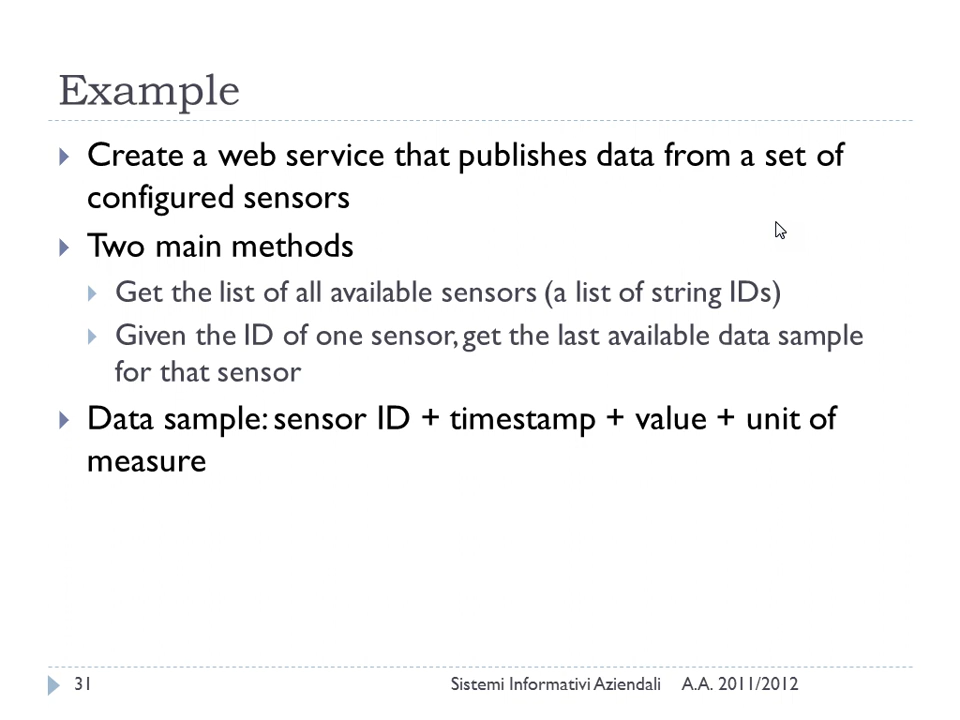 Example
Create a web service that publishes data from a set of
configured sensors
Two main methods
Get the list of all available sensors (a list of string IDs)
Given the ID of one sensor, get the last available data sample
for that sensor
Data sample: sensor ID + timestamp + value + unit of
measure
31 Sistemi Informativi Aziendali A.A. 2011/2012